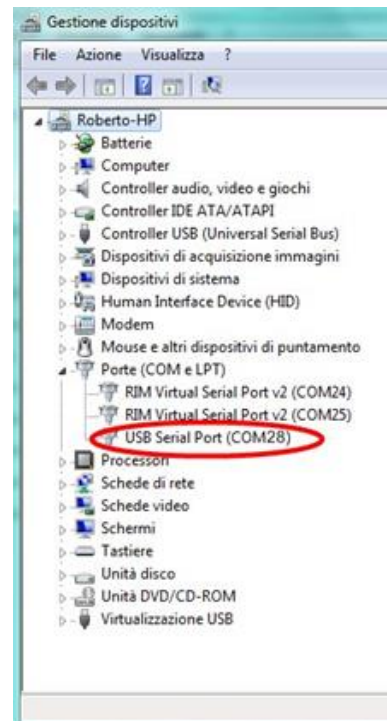 Gestione dispositivi
File Azione Visualizza ?
Roberto-HP
Batterie
Computer
Controller audio, video e giochi
Controller IDE ATA/ATAPI
Controller USB (Universal Serial Bus)
Dispositivi di acquisizione immagini
Dispositivi di sistema
Human Interface Device (HID)
Modem
Mouse e altri dispositivi di puntamento
Porte (COM e LPT)
RIM Virtual Serial Port v2 (COM24)
RIM Virtual Serial Port v2 (COM25)
USB Serial Port (COM28)
Processori
Schede di rete
Schede video
Schermi
Tastiere
Unità disco
Unità DVD/CD-ROM
Virtualizzazione USB